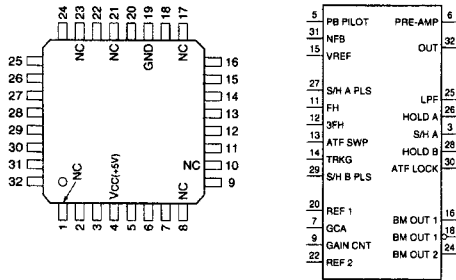 24 23 22 21 20 19 18 17
NC NC GND NC
25 16
26 15
27 14
28 13
29 12
30 11
31 NC 10
32 9
NC VCC(+5V) NC
1 2 3 4 5 6 7 8
5 PB PILOT PRE-AMP 6
31 NFB
15 VREF OUT 32
27 S/H A PLS LPF 25
11 FH HOLD A 26
12 3FH S/H A 3
13 ATF SWP HOLD B 28
14 TRKG ATF LOCK 30
29 S/H B PLS
20 REF 1 BM OUT 1 16
7 GCA BM OUT 1 18
9 GAIN CNT BM OUT 2 24
22 REF 2